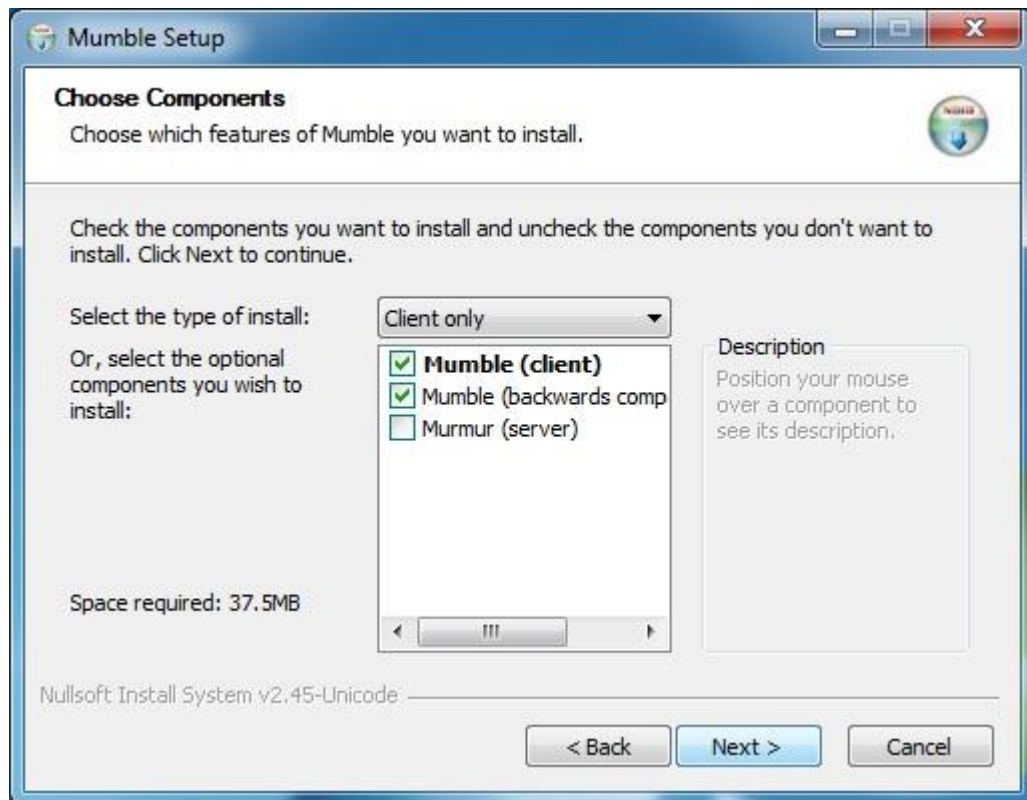 Mumble Setup
Choose Components
Choose which features of Mumble you want to install.
Check the components you want to install and uncheck the components you don't want to
install. Click Next to continue.
Select the type of install:
Client only
Or, select the optional
components you wish to
install:
Mumble (client)
Mumble (backwards comp
Murmur (server)
Description
Position your mouse
over a component to
see its description.
Space required: 37.5MB
Nullsoft Install System v2.45-Unicode
< Back
Next >
Cancel